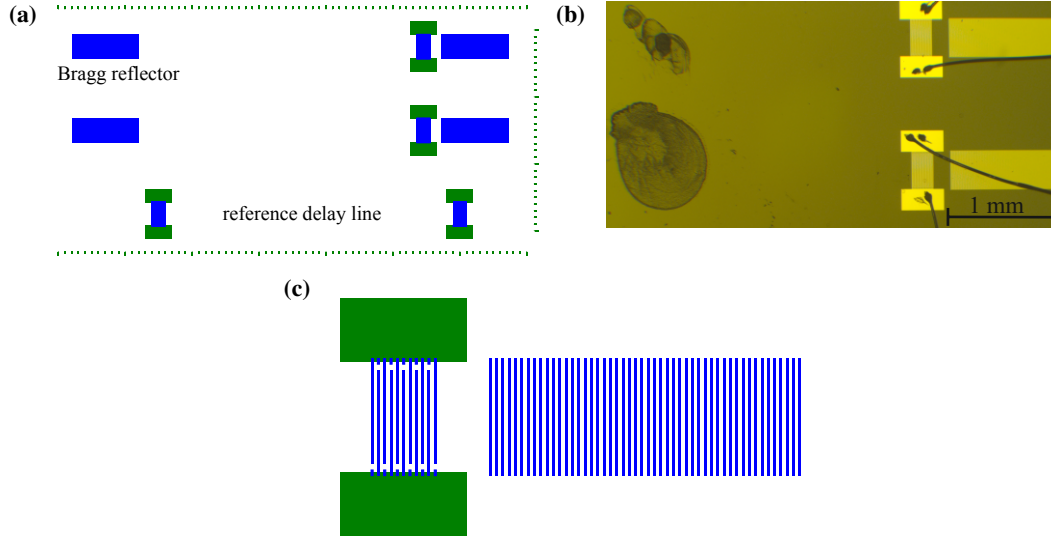 (a)
Bragg reflector
reference delay line
(b)
1 mm
(c)